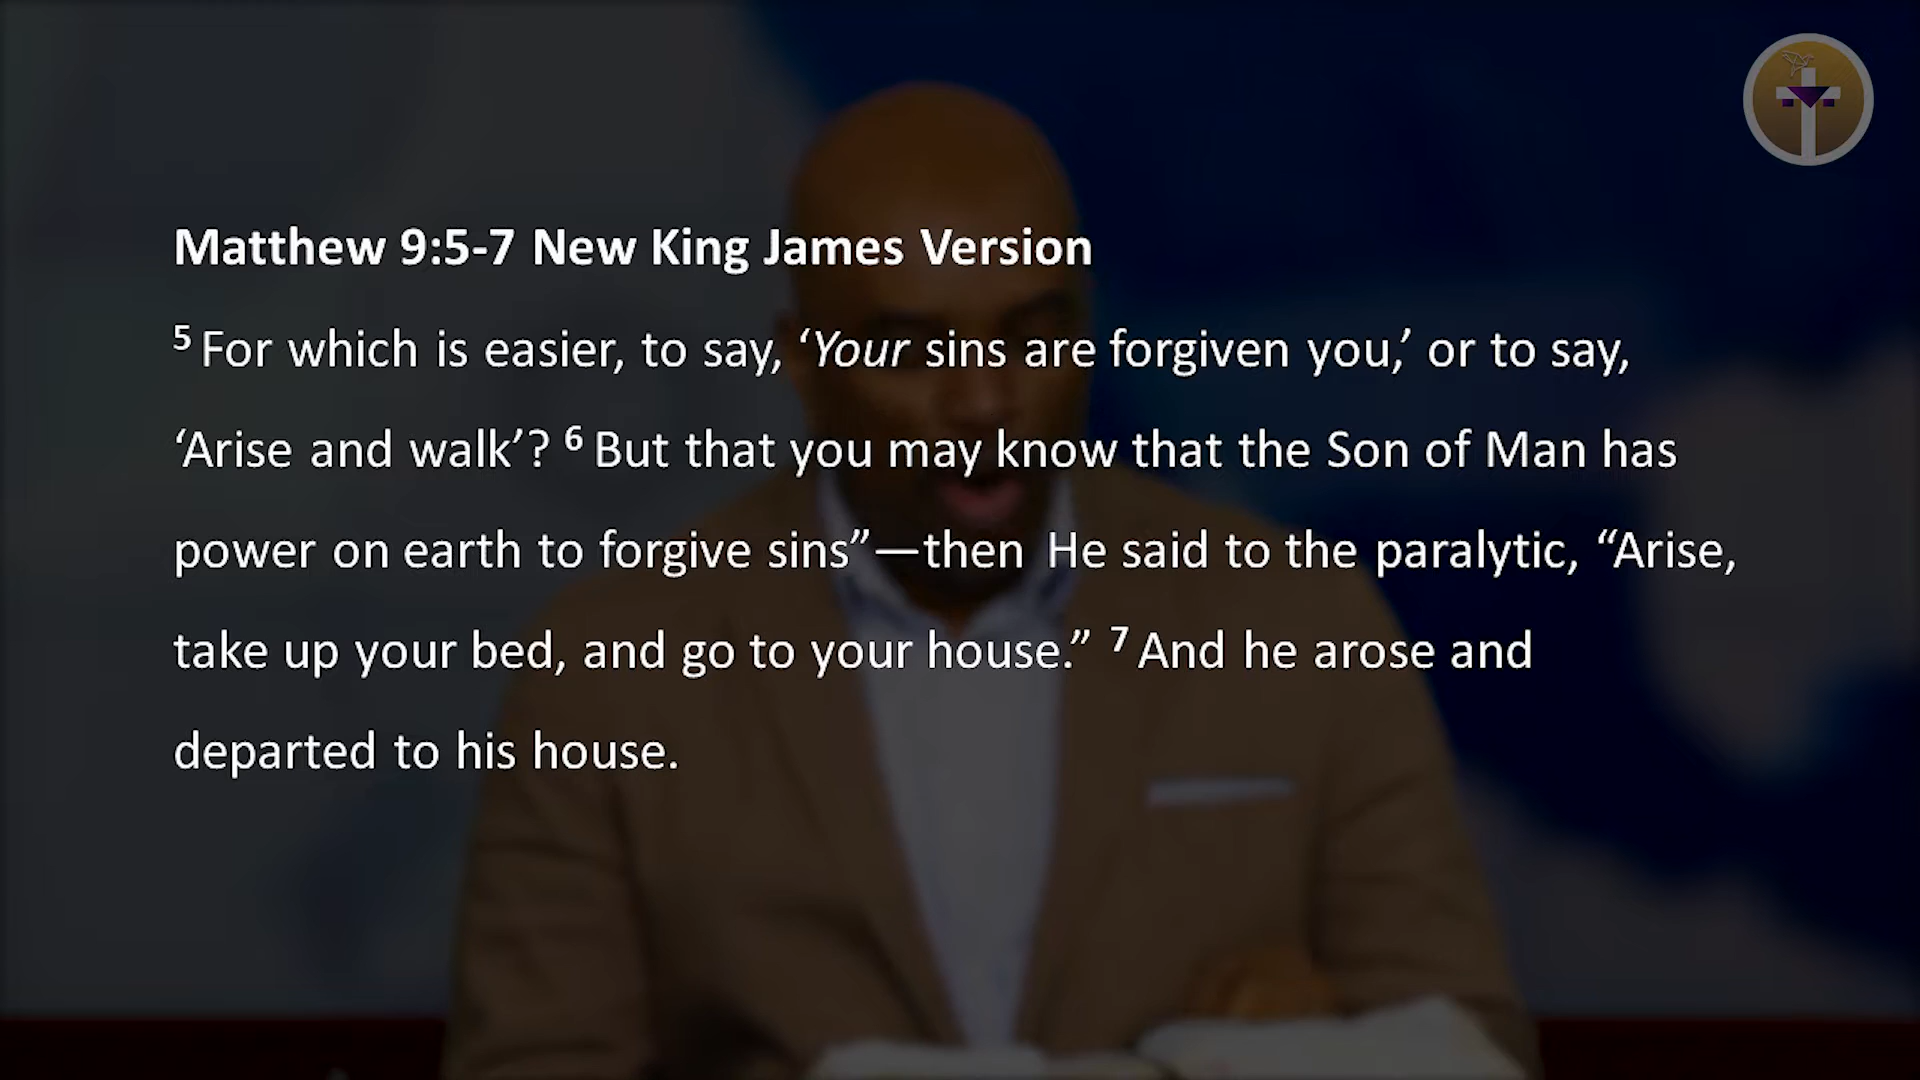 Matthew 9:5-7 New King James Version
5 For which is easier, to say, ‘Your sins are forgiven you,’ or to say,
‘Arise and walk’? 6 But that you may know that the Son of Man has
power on earth to forgive sins”—then He said to the paralytic, “Arise,
take up your bed, and go to your house.” 7 And he arose and
departed to his house.